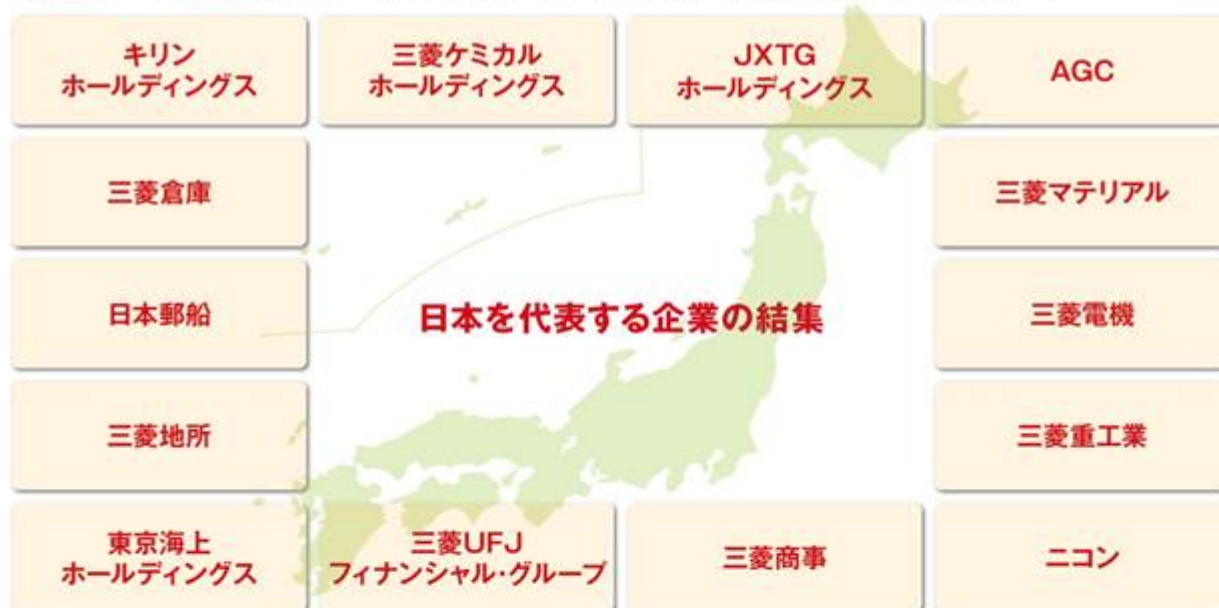 キリン
ホールディングス
三菱ケミカル
ホールディングス
JXTG
ホールディングス
AGC
三菱倉庫
三菱マテリアル
日本郵船
日本を代表する企業の結集
三菱電機
三菱地所
三菱重工業
東京海上
ホールディングス
三菱UFJ
フィナンシャル・グループ
三菱商事
ニコン